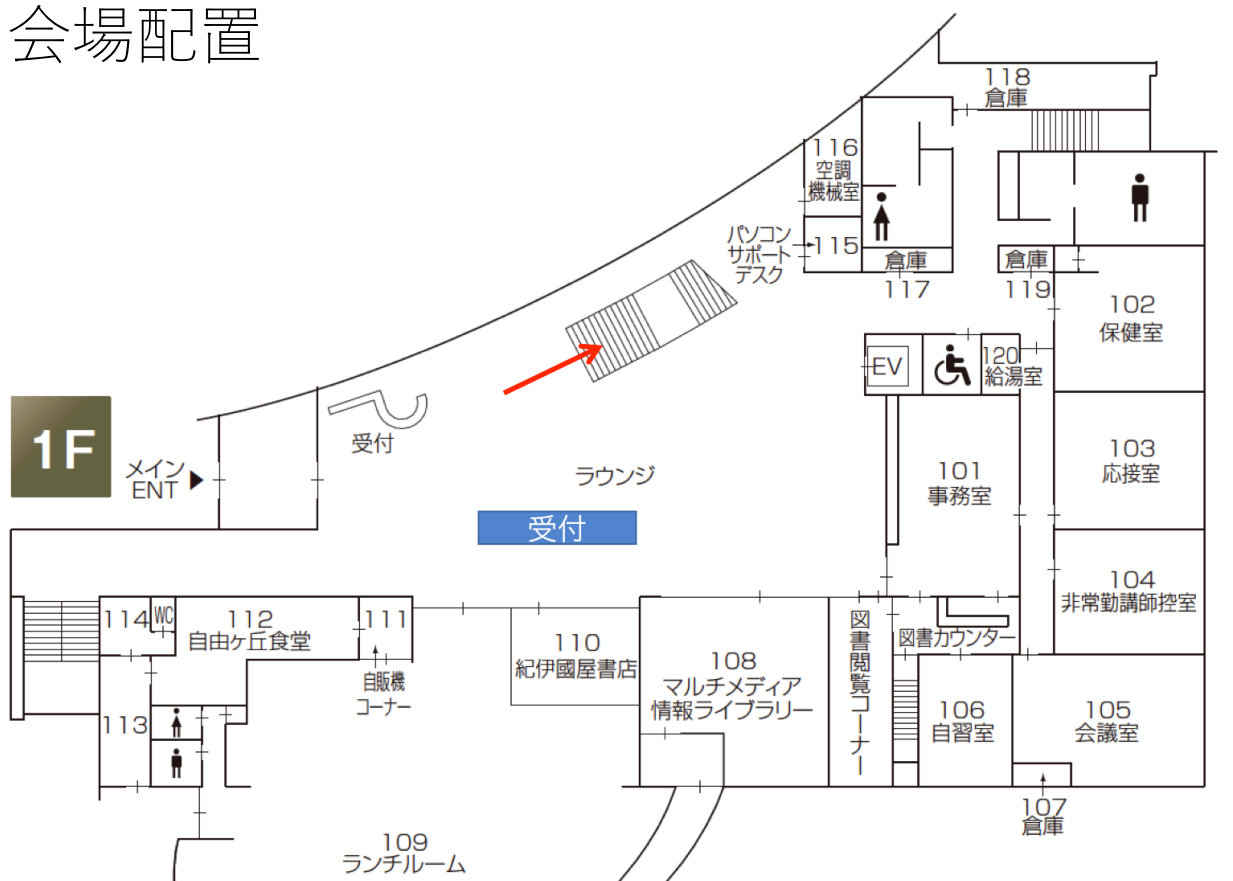 会場配置
118
倉庫
116
空調
機械室
パソコン
サポート
デスク
115
倉庫
117
倉庫
119
102
保健室
EV
120
給湯室
1F
メイン
ENT
受付
ラウンジ
受付
101
事務室
103
応接室
104
非常勤講師控室
114
WC
112
自由ヶ丘食堂
111
自販機
コーナー
110
紀伊國屋書店
108
マルチメディア
情報ライブラリー
図書閲覧コーナー
図書カウンター
113
106
自習室
105
会議室
107
倉庫
109
ランチルーム